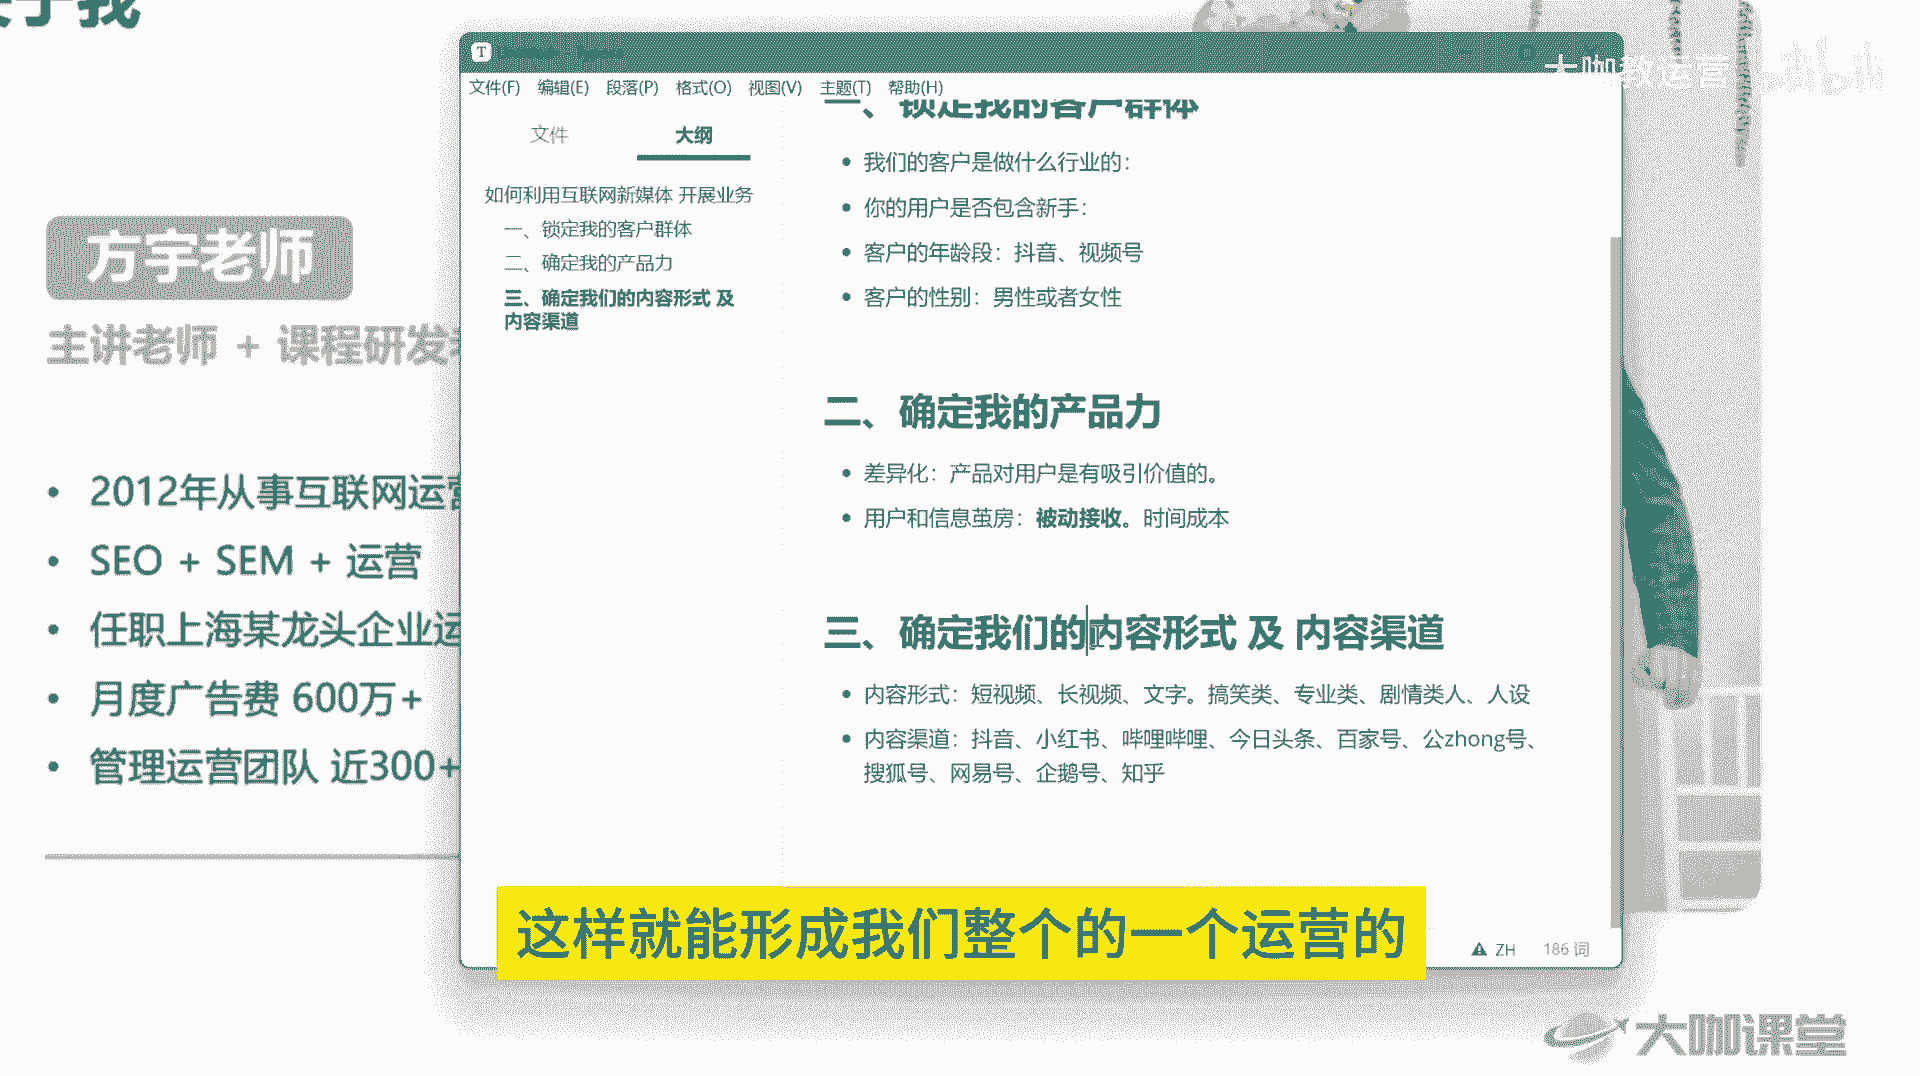 方宇老师
主讲老师 + 课程研发
2012年从事互联网运营
SEO + SEM + 运营
任职上海某龙头企业运
月度广告费 600万+
管理运营团队 近300+
T
文件(F) 编辑(E) 段落(P) 格式(O) 视图(V) 主题(T) 帮助(H)
文件 大纲
如何利用互联网新媒体 开展业务
一、锁定我的客户群体
二、确定我的产品力
三、确定我们的内容形式 及
内容渠道
一、锁定我的客户群体
我们的客户是做什么行业的：
你的用户是否包含新手：
客户的年龄段：抖音、视频号
客户的性别：男性或者女性
二、确定我的产品力
差异化：产品对用户是有吸引价值的。
用户和信息茧房：被动接收。时间成本
三、确定我们的内容形式 及 内容渠道
内容形式：短视频、长视频、文字。搞笑类、专业类、剧情类人、人设
内容渠道：抖音、小红书、哔哩哔哩、今日头条、百家号、公zhong号、
搜狐号、网易号、企鹅号、知乎
ZH 186 词
这样就能形成我们整个的一个运营的
大咖教运营 bilibili
大咖课堂